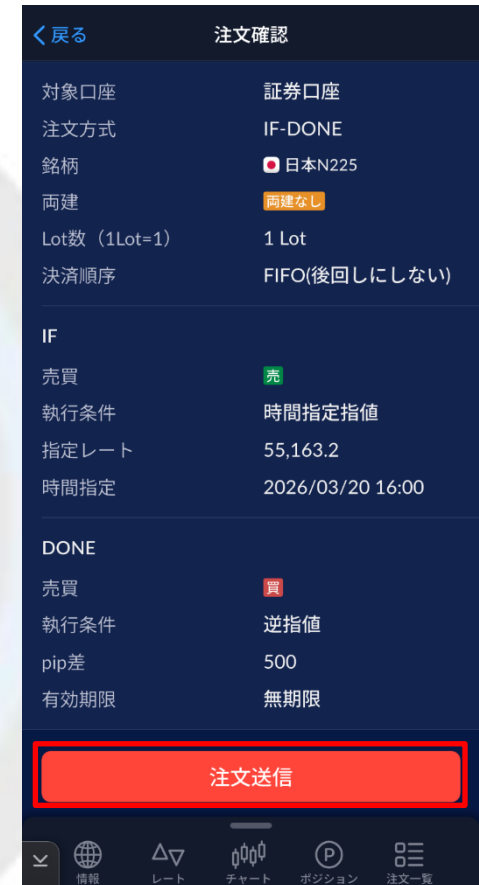 戻る 注文確認
対象口座 証券口座
注文方式 IF-DONE
銘柄 日本N225
両建 両建なし
Lot数（1Lot=1） 1 Lot
決済順序 FIFO(後回しにしない)
IF
売買 売
執行条件 時間指定指値
指定レート 55,163.2
時間指定 2026/03/20 16:00
DONE
売買 買
執行条件 逆指値
pip差 500
有効期限 無期限
注文送信
情報 レート チャート ポジション 注文一覧